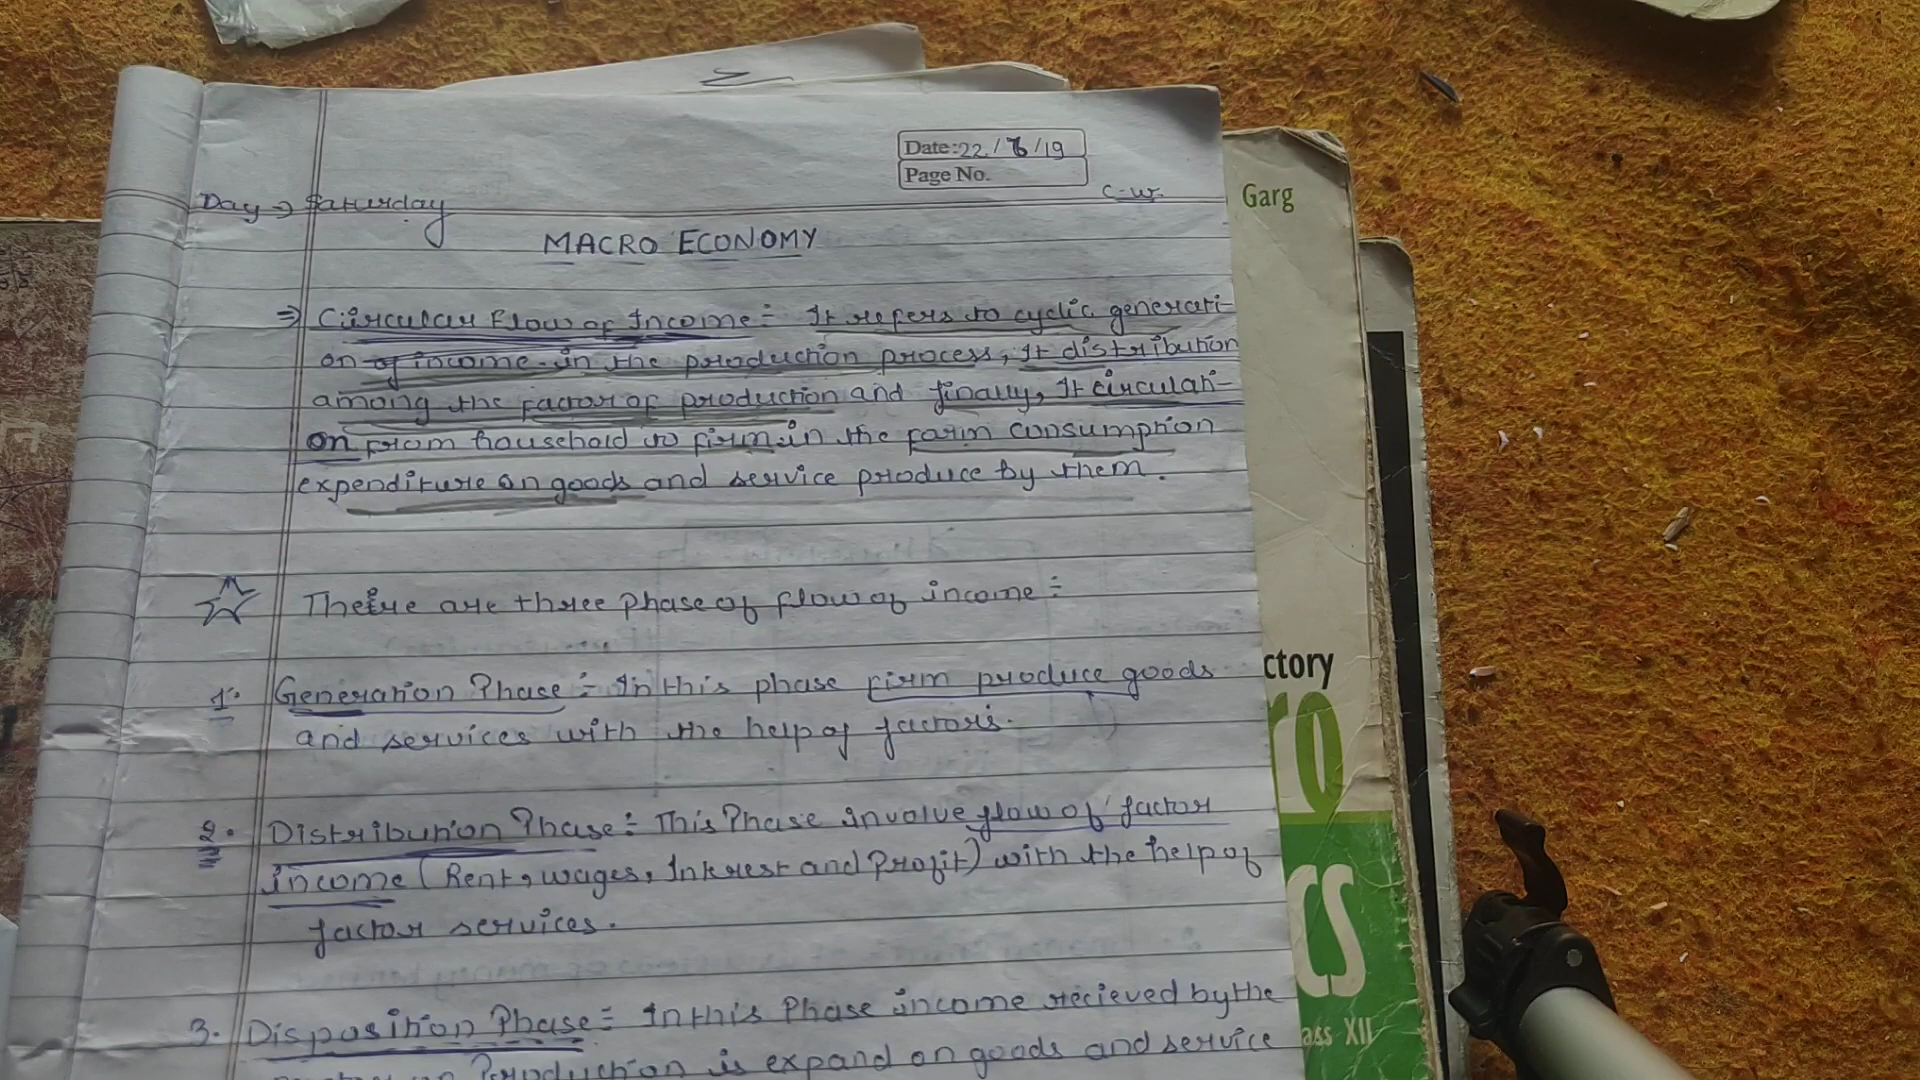 Date: 22/6/19
Page No.
C-W.
Day → Saturday
MACRO ECONOMY
⇒ Circular Flow of Income:- It refers to cyclic generati-
on of income in the production process, It distribution
among the factor of production and finally, It circulati-
on from household to firm in the form consumption
expenditure on goods and service produce by them.
There are three phase of flow of income:-
1. Generation Phase:- In this phase firm produce goods
and services with the help of factors.
2. Distribution Phase:- This Phase involve flow of factor
income (Rent, wages, Interest and Profit) with the help of
factor services.
3. Disposition Phase:- In this Phase income recieved by the
Production is expand on goods and service
Garg
ctory
RO
CS
ass XII